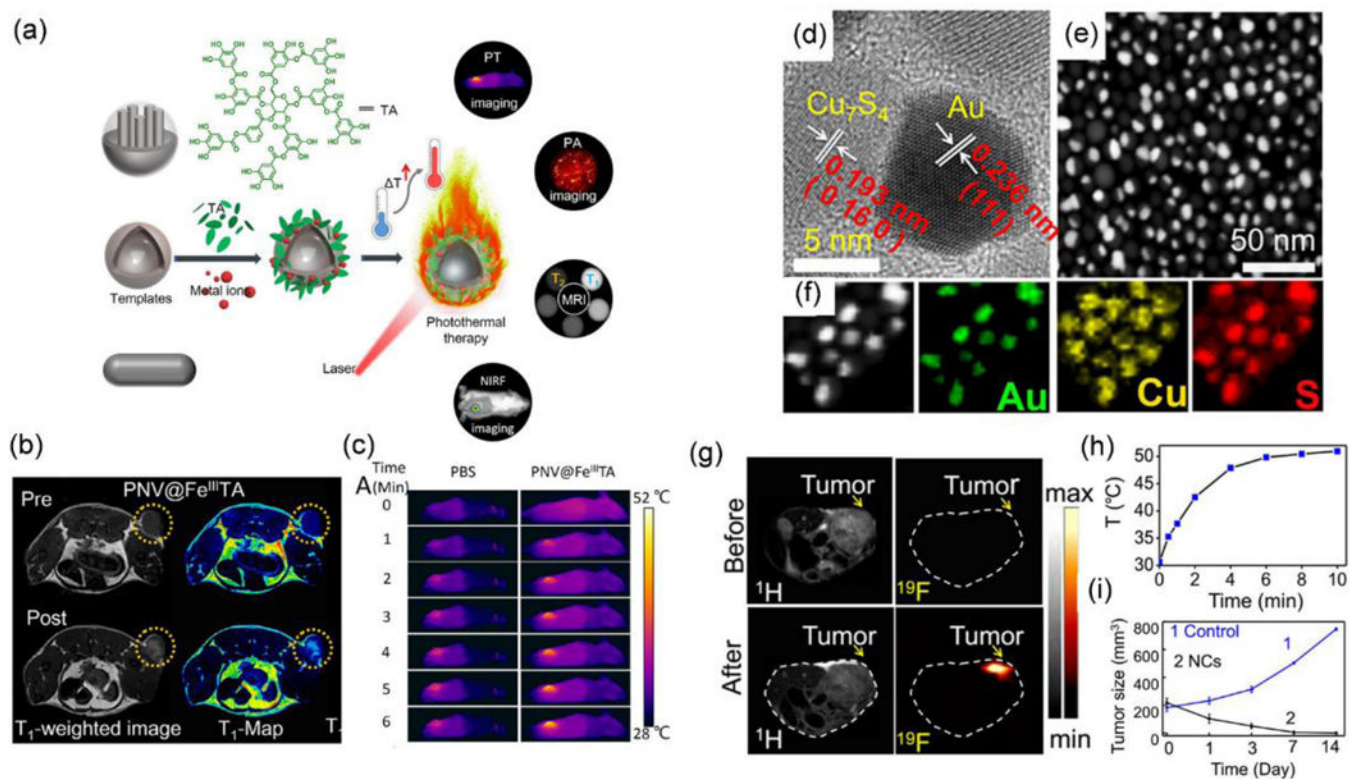 (a)
OH
TA
TA
Templates
Metal ions
ΔT
Laser
Photothermal
therapy
PT
imaging
PA
imaging
T2
T1
MRI
NIRF
imaging
(b)
PNV@FeIIITA
Pre
Post
T1-weighted image
T1-Map
(c)
Time
(Min)
A
PBS
PNV@FeIIITA
0
1
2
3
4
5
6
52 ℃
28 ℃
(d)
Cu7S4
Au
0.193 nm
(0 16 0)
0.236 nm
(111)
5 nm
(e)
50 nm
(f)
Au
Cu
S
(g)
Before
After
Tumor
1H
Tumor
19F
Tumor
1H
Tumor
19F
max
min
(h)
T (°C)
50
45
40
35
30
0 2 4 6 8 10
Time (min)
(i)
Tumor size (mm3)
800
600
400
200
0
1 Control
2 NCs
1
2
0 1 3 7 14
Time (Day)